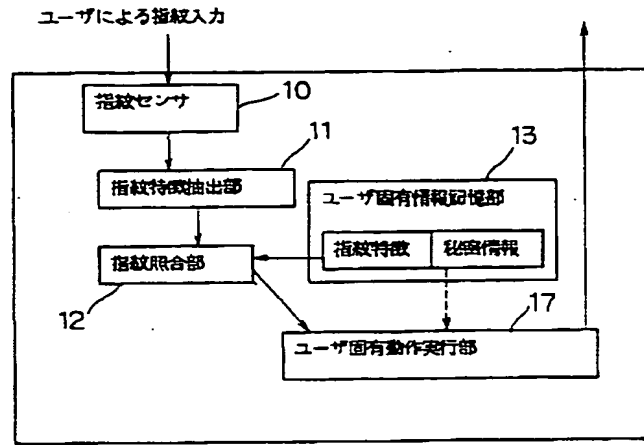 ユーザによる指紋入力
指紋センサ
10
11
指紋特徴抽出部
13
ユーザ固有情報記憶部
指紋特徴
秘密情報
指紋照合部
12
17
ユーザ固有動作実行部